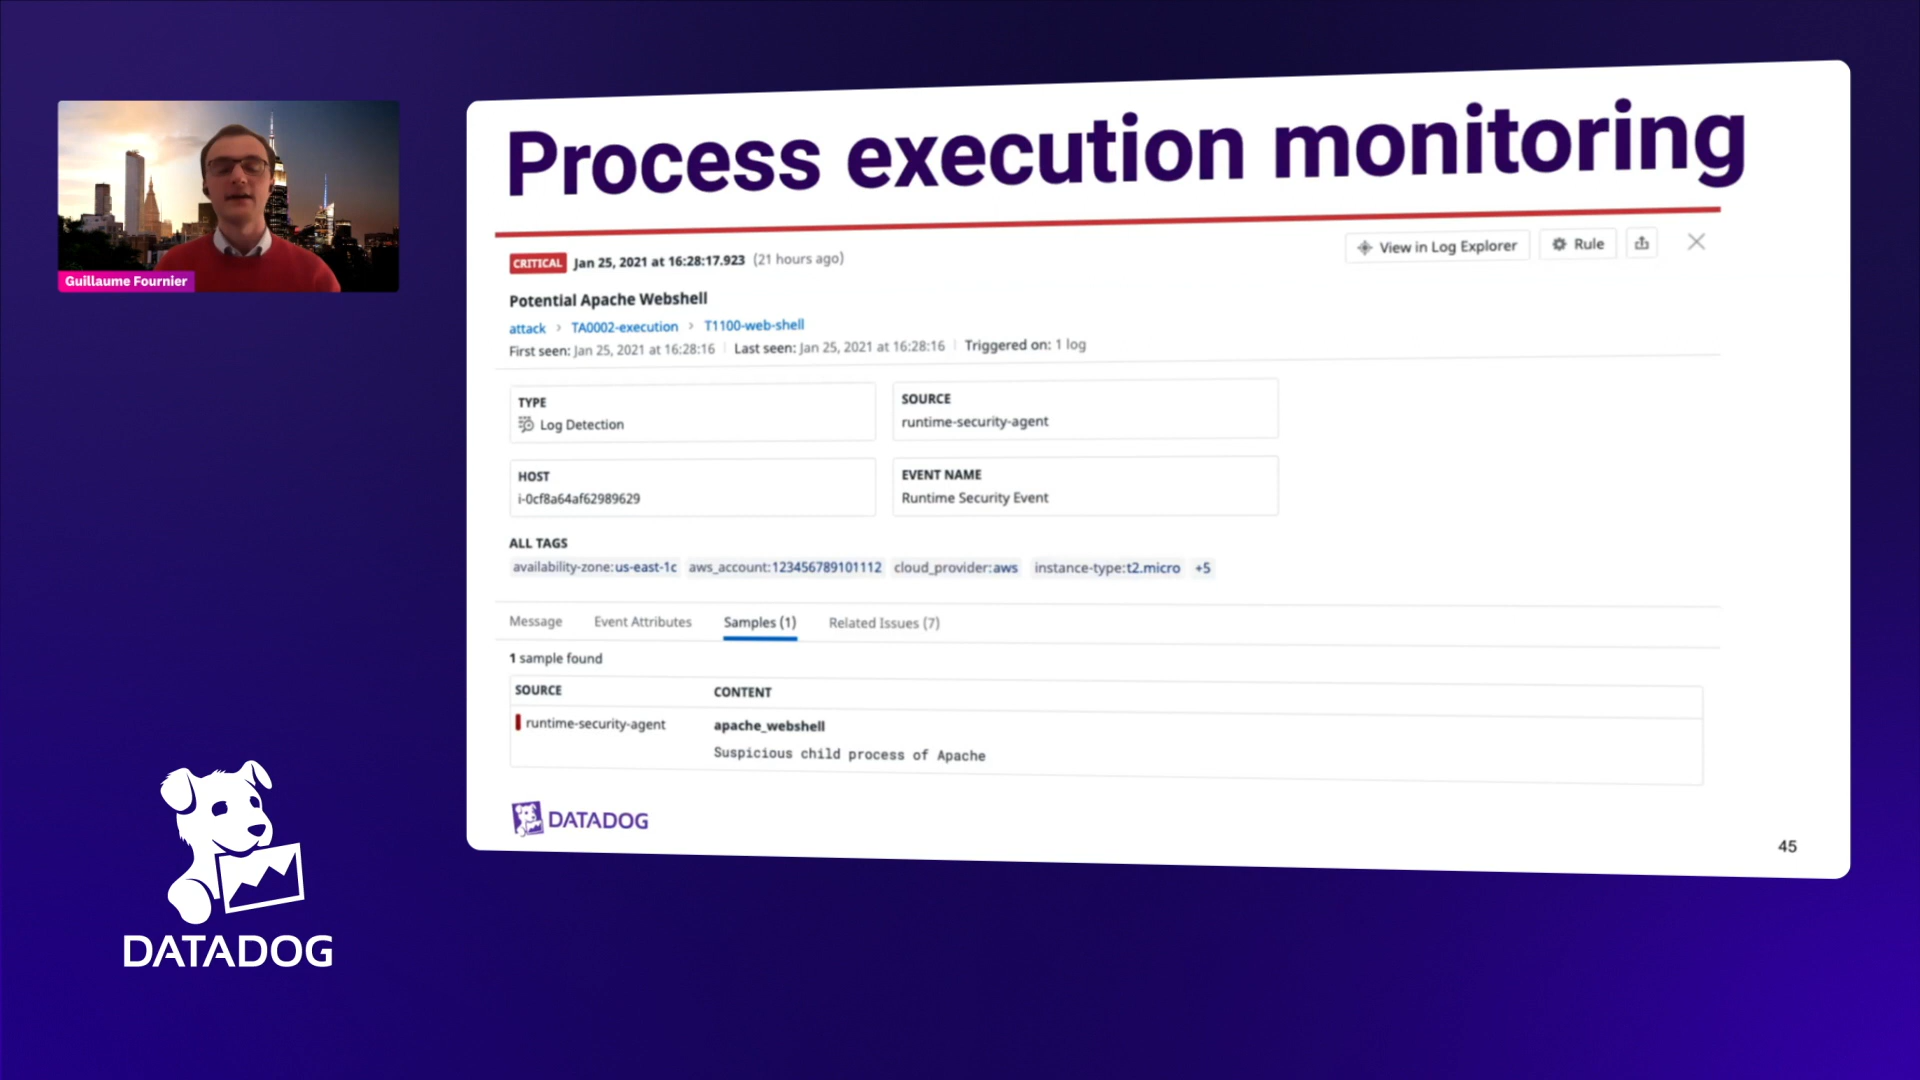 Guillaume Fournier
DATADOG
Process execution monitoring
CRITICAL Jan 25, 2021 at 16:28:17.923 (21 hours ago)
View in Log Explorer
Rule
Potential Apache Webshell
attack › TA0002-execution › T1100-web-shell
First seen: Jan 25, 2021 at 16:28:16 Last seen: Jan 25, 2021 at 16:28:16 Triggered on: 1 log
TYPE
Log Detection
SOURCE
runtime-security-agent
HOST
i-0cf8a64af62989629
EVENT NAME
Runtime Security Event
ALL TAGS
availability-zone:us-east-1c aws_account:123456789101112 cloud_provider:aws instance-type:t2.micro +5
Message Event Attributes Samples (1) Related Issues (7)
1 sample found
SOURCE CONTENT
runtime-security-agent apache_webshell
Suspicious child process of Apache
DATADOG
45